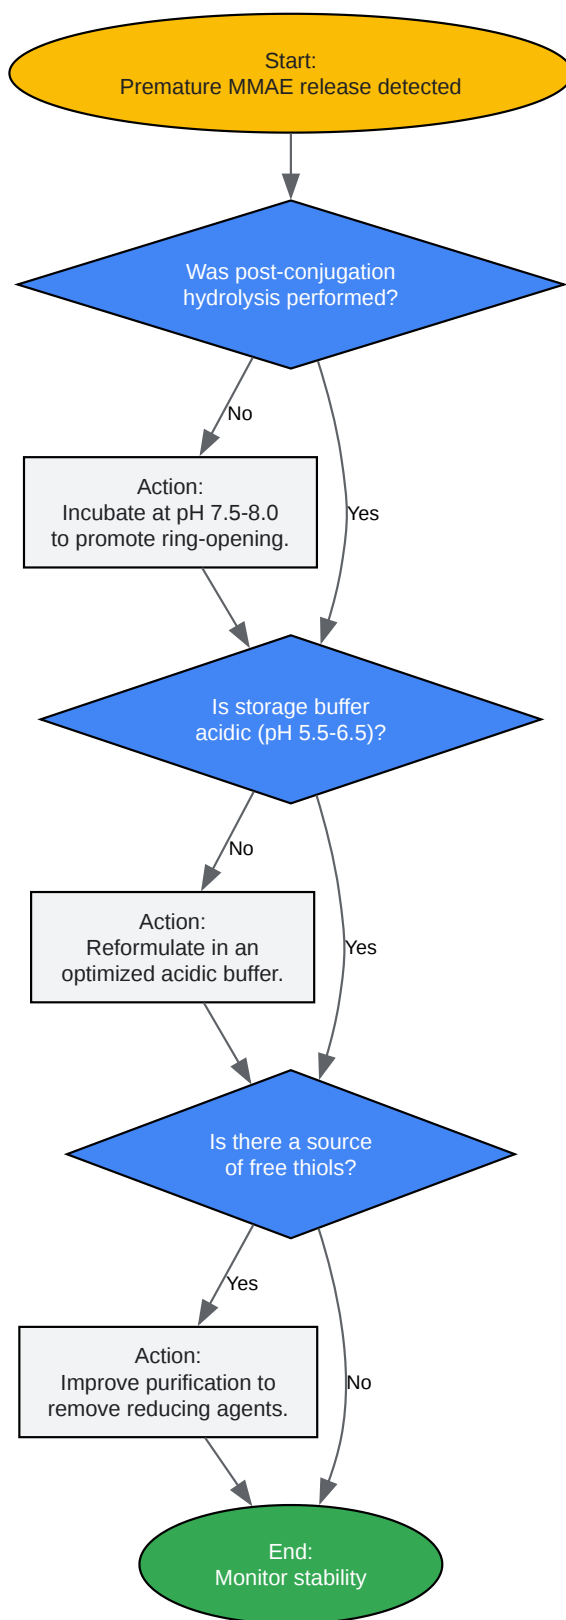 Start:
Premature MMAE release detected
Was post-conjugation
hydrolysis performed?
No
Yes
Action:
Incubate at pH 7.5-8.0
to promote ring-opening.
Is storage buffer
acidic (pH 5.5-6.5)?
No
Yes
Action:
Reformulate in an
optimized acidic buffer.
Is there a source
of free thiols?
Yes
No
Action:
Improve purification to
remove reducing agents.
End:
Monitor stability